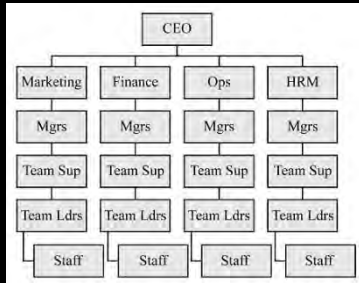 CEO
Marketing Finance Ops HRM
Mgrs Mgrs Mgrs Mgrs
Team Sup Team Sup Team Sup Team Sup
Team Ldrs Team Ldrs Team Ldrs Team Ldrs
Staff Staff Staff Staff